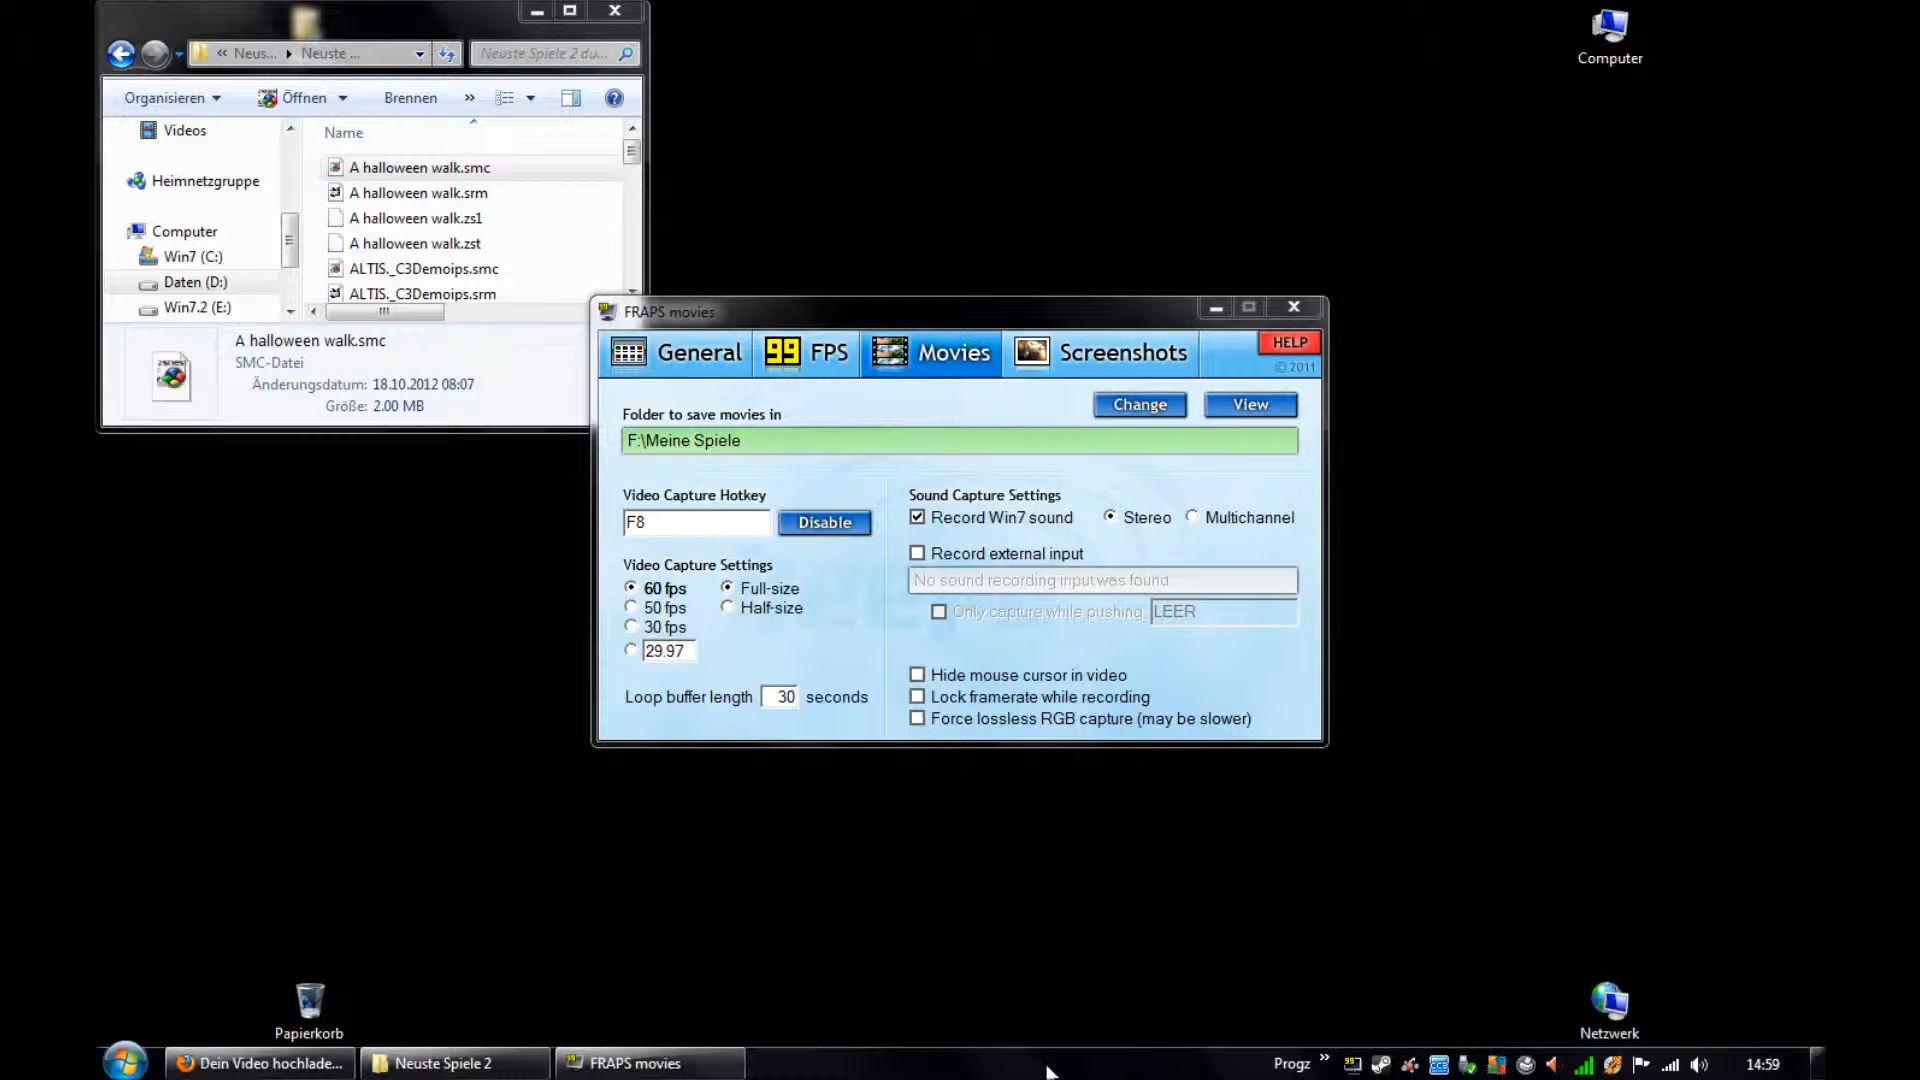 Computer
« Neus... ▸ Neuste ...
Neuste Spiele 2 du...
Organisieren
Öffnen
Brennen
»
Videos
Heimnetzgruppe
Computer
Win7 (C:)
Daten (D:)
Win7.2 (E:)
Name
A halloween walk.smc
A halloween walk.srm
A halloween walk.zs1
A halloween walk.zst
ALTIS._C3Demoips.smc
ALTIS._C3Demoips.srm
A halloween walk.smc
SMC-Datei
Änderungsdatum: 18.10.2012 08:07
Größe: 2.00 MB
FRAPS movies
General
99 FPS
Movies
Screenshots
HELP
© 2011
Folder to save movies in
Change
View
F:\Meine Spiele
Video Capture Hotkey
F8
Disable
Video Capture Settings
60 fps
50 fps
30 fps
29.97
Full-size
Half-size
Loop buffer length 30 seconds
Sound Capture Settings
Record Win7 sound
Stereo
Multichannel
Record external input
No sound recording input was found
Only capture while pushing LEER
Hide mouse cursor in video
Lock framerate while recording
Force lossless RGB capture (may be slower)
Papierkorb
Netzwerk
Dein Video hochlade...
Neuste Spiele 2
FRAPS movies
Progz »
14:59